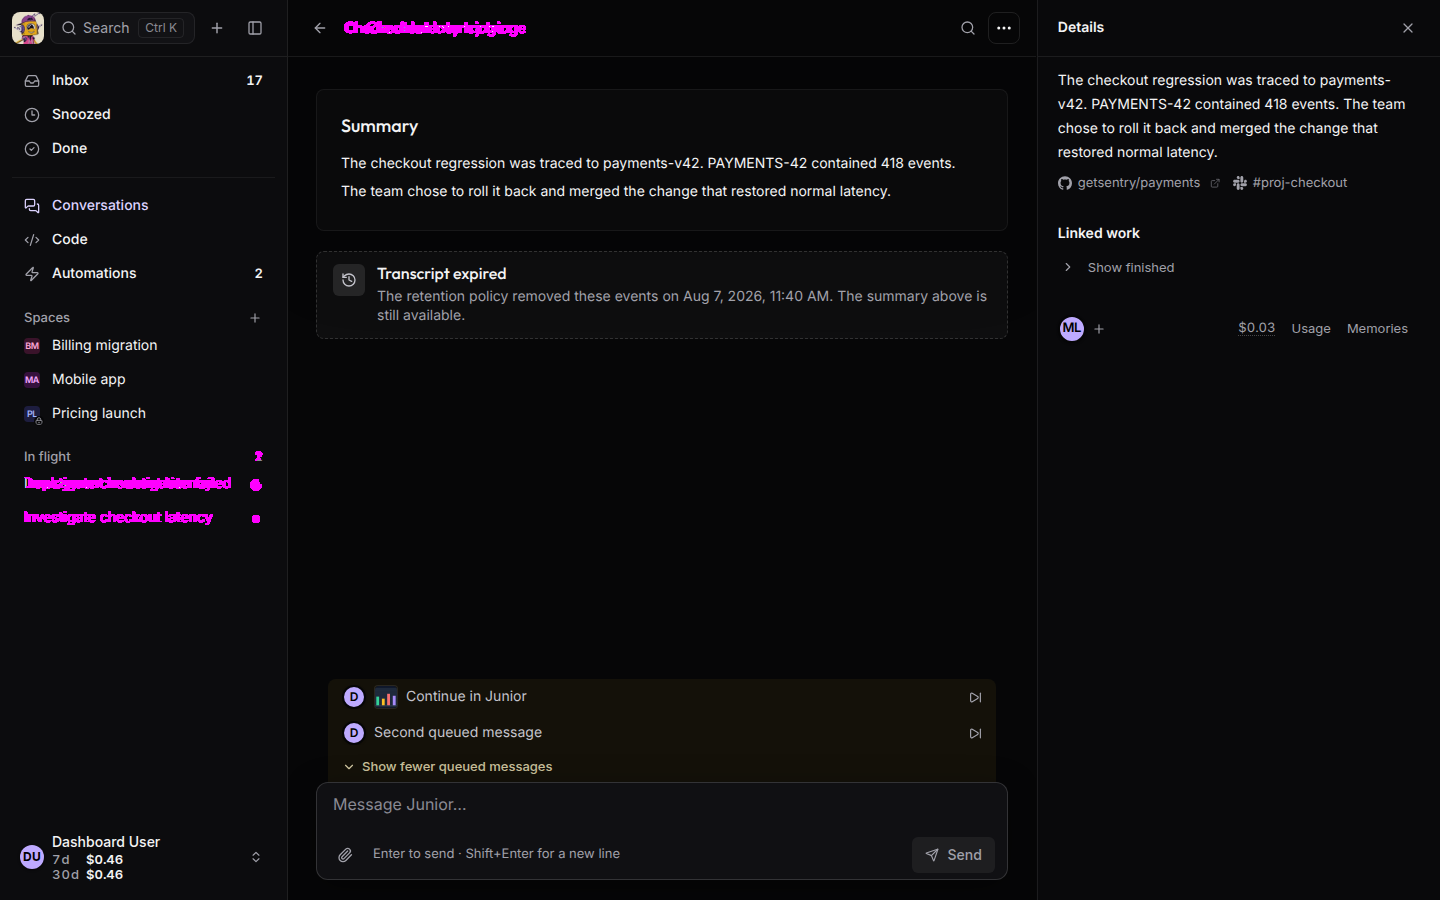 Search Ctrl K
Inbox 17
Snoozed
Done
Conversations
Code
Automations 2
Spaces
BM Billing migration
MA Mobile app
PL Pricing launch
In flight
Investigate checkout latency
DU Dashboard User
7d $0.46
30d $0.46
Summary
The checkout regression was traced to payments-v42. PAYMENTS-42 contained 418 events.
The team chose to roll it back and merged the change that restored normal latency.
Transcript expired
The retention policy removed these events on Aug 7, 2026, 11:40 AM. The summary above is
still available.
D Continue in Junior
D Second queued message
Show fewer queued messages
Message Junior...
Enter to send · Shift+Enter for a new line
Send
Details
The checkout regression was traced to payments-
v42. PAYMENTS-42 contained 418 events. The team
chose to roll it back and merged the change that
restored normal latency.
getsentry/payments #proj-checkout
Linked work
Show finished
ML $0.03 Usage Memories